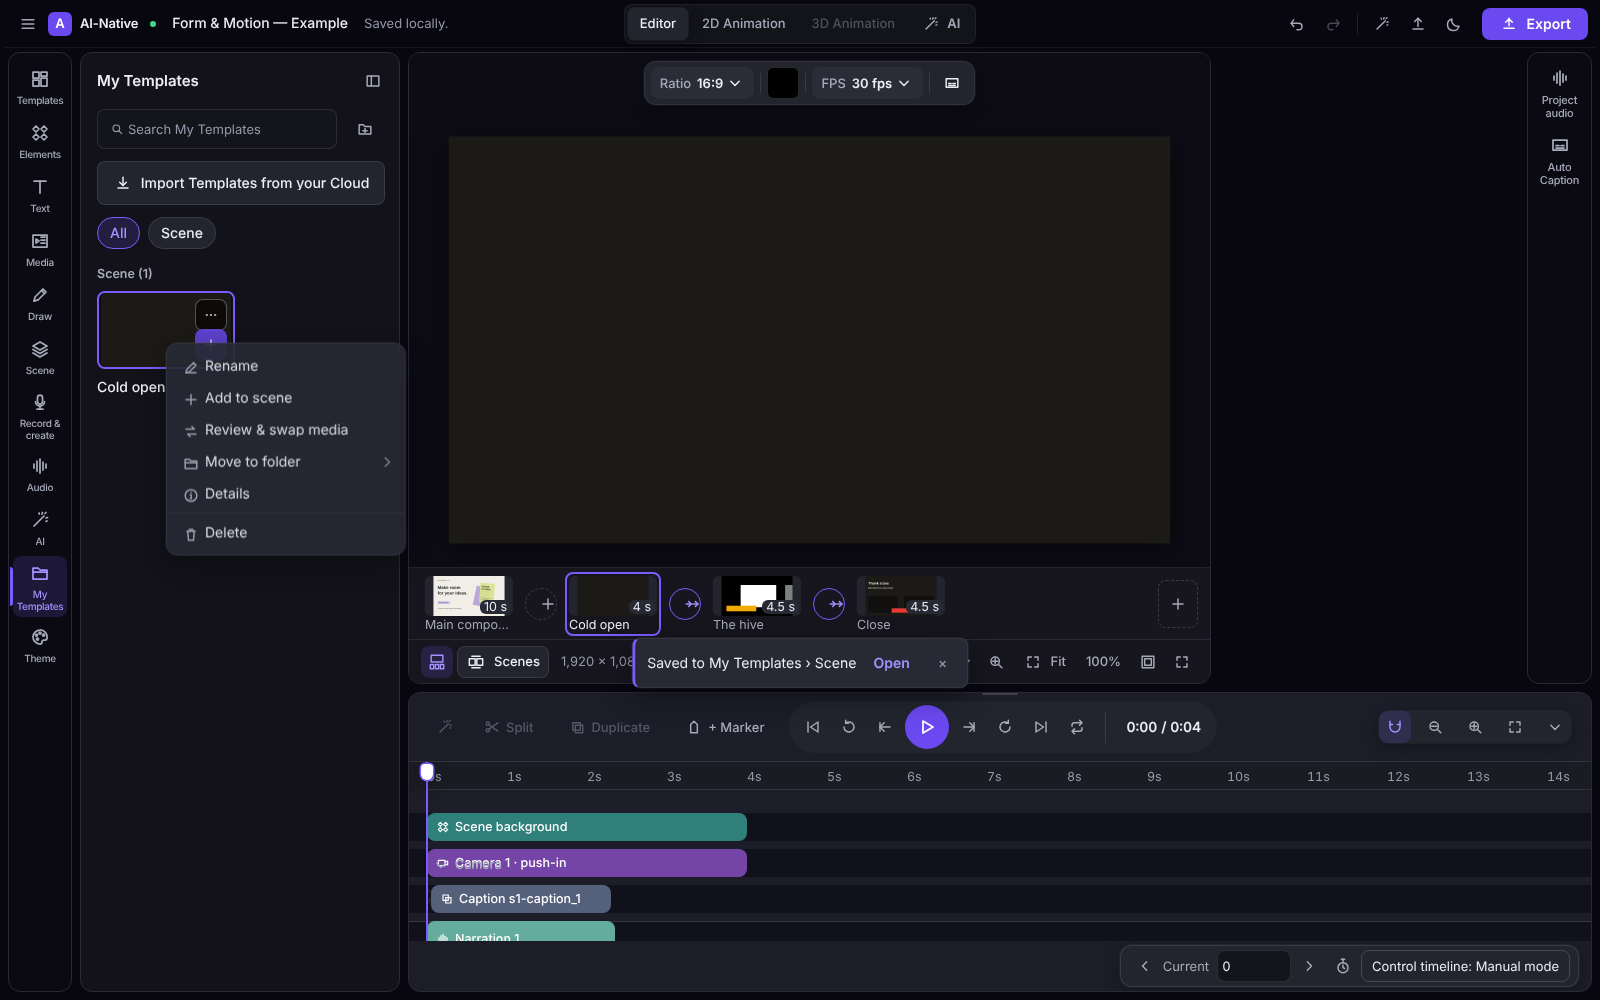 A AI-Native
Form & Motion — Example
Saved locally.
Editor
2D Animation
3D Animation
AI
Export
Templates
Elements
Text
Media
Draw
Scene
Record & create
Audio
AI
My Templates
Theme
My Templates
Search My Templates
Import Templates from your Cloud
All
Scene
Scene (1)
Cold open
Rename
Add to scene
Review & swap media
Move to folder
Details
Delete
Ratio 16:9
FPS 30 fps
Project audio
Auto Caption
Make room for your ideas.
10 s
Main compo...
4 s
Cold open
4.5 s
The hive
4.5 s
Close
Scenes
1,920 × 1,08
Saved to My Templates › Scene
Open
×
Fit
100%
Split
Duplicate
+ Marker
0:00 / 0:04
s
1s
2s
3s
4s
5s
6s
7s
8s
9s
10s
11s
12s
13s
14s
Scene background
Camera 1 · push-in
Caption s1-caption_1
Narration 1
Current
0
Control timeline: Manual mode